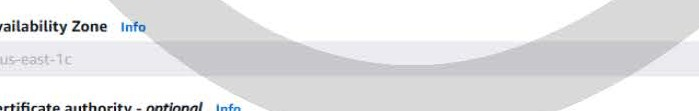 vailability Zone Info
us-east-1c
ertificate authority - optional Info